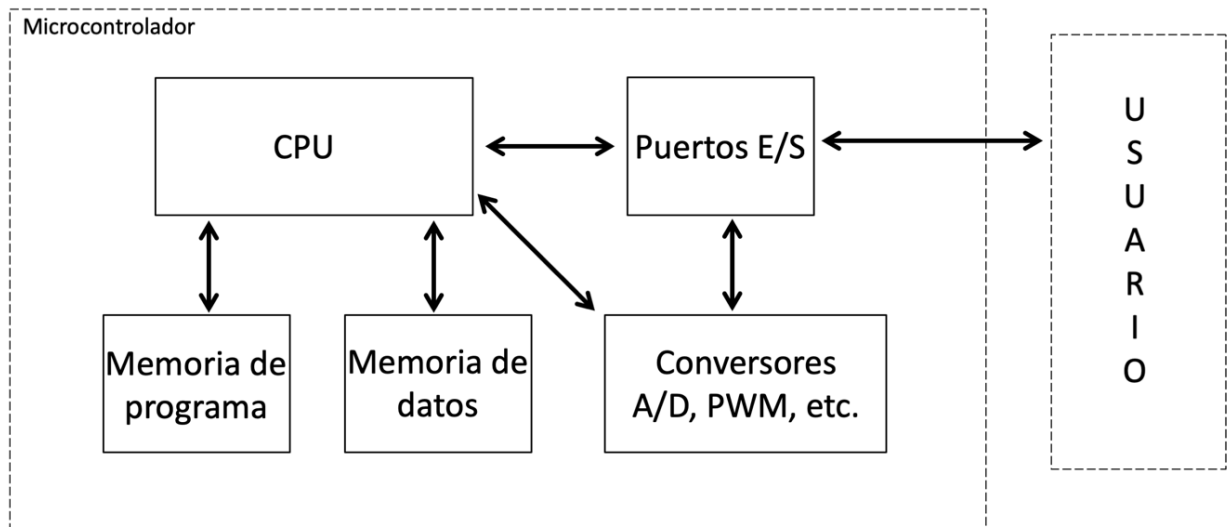 Microcontrolador
CPU
Puertos E/S
Memoria de
programa
Memoria de
datos
Conversores
A/D, PWM, etc.
U
S
U
A
R
I
O